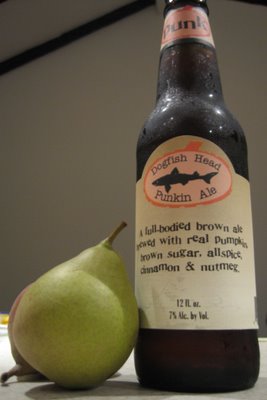 Punk
Dogfish Head
Punkin Ale
A full-bodied brown ale
brewed with real pumpkin,
brown sugar, allspice,
cinnamon & nutmeg.
12 fl. oz.
7% Alc. by Vol.